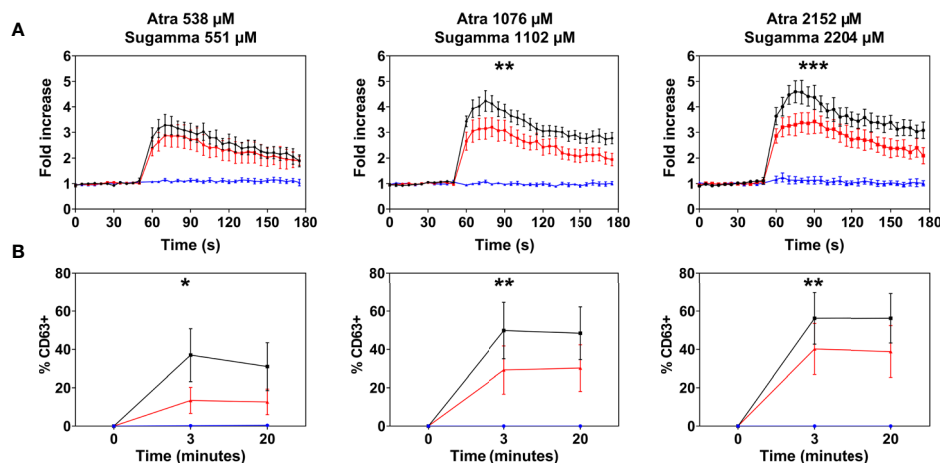 A
Atra 538 µM
Sugamma 551 µM
Atra 1076 µM
Sugamma 1102 µM
Atra 2152 µM
Sugamma 2204 µM
Fold increase
6
5
4
3
2
1
0
0 30 60 90 120 150 180
Time (s)
**
Fold increase
6
5
4
3
2
1
0
0 30 60 90 120 150 180
Time (s)
***
Fold increase
6
5
4
3
2
1
0
0 30 60 90 120 150 180
Time (s)
B
*
% CD63+
80
60
40
20
0
0 3 20
Time (minutes)
**
% CD63+
80
60
40
20
0
0 3 20
Time (minutes)
**
% CD63+
80
60
40
20
0
0 3 20
Time (minutes)